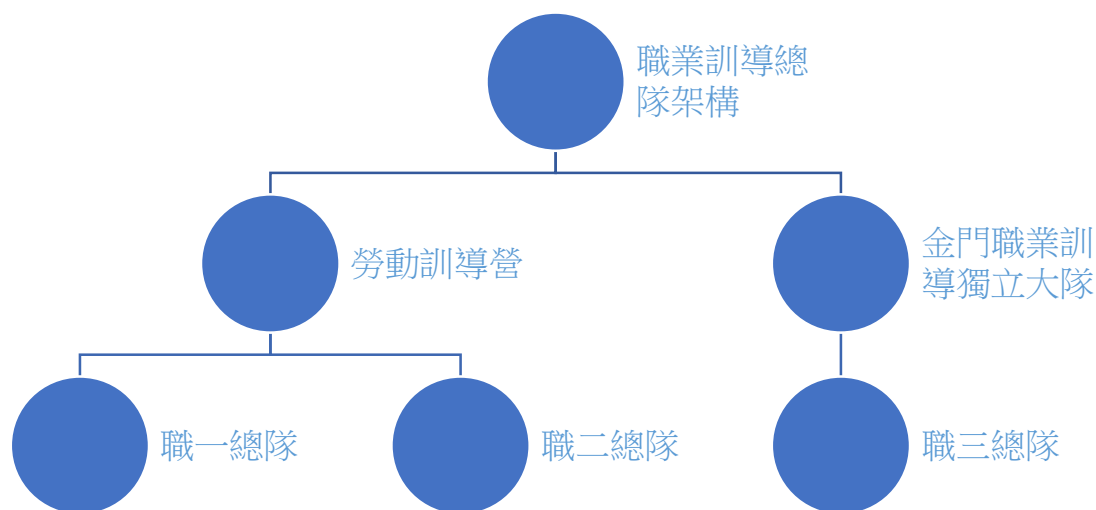 職業訓導總
隊架構
勞動訓導營
金門職業訓
導獨立大隊
職一總隊
職二總隊
職三總隊